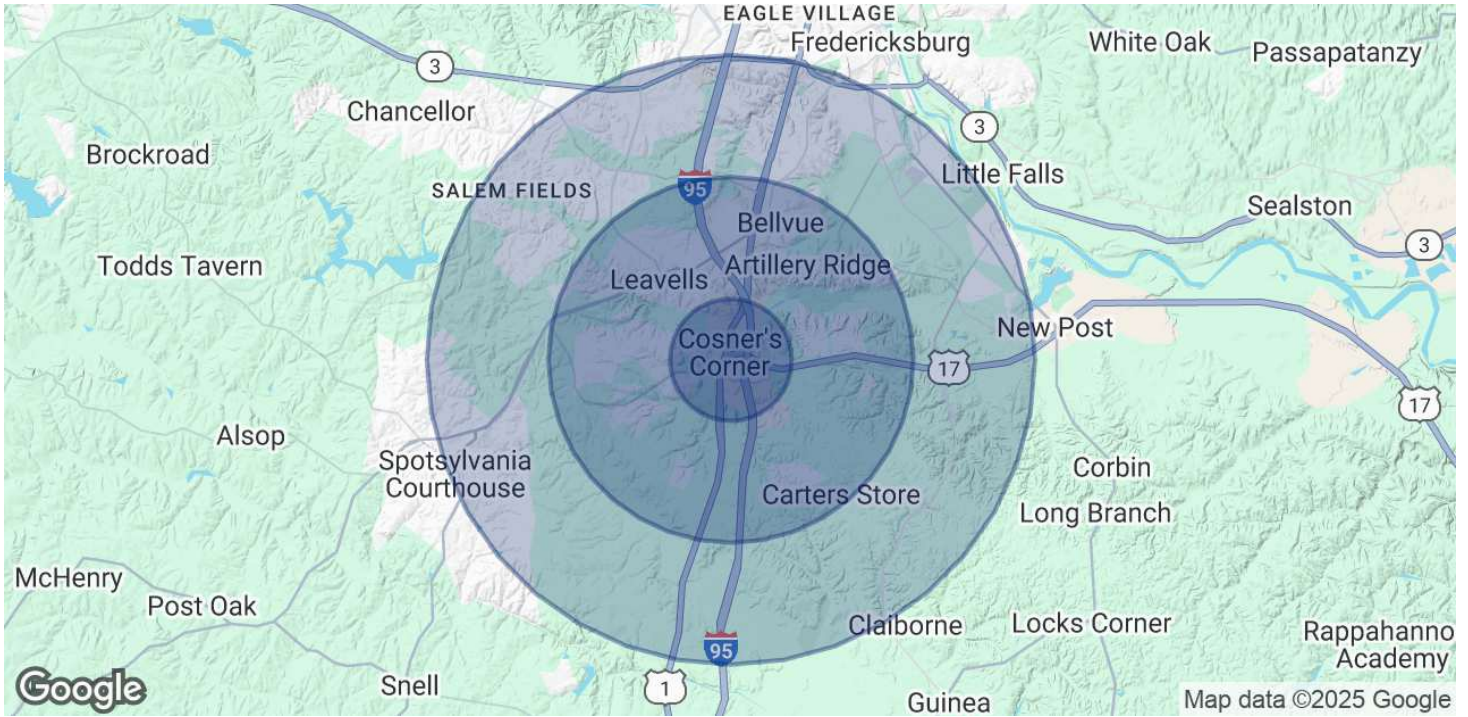 EAGLE VILLAGE
Fredericksburg
White Oak
Passapatanzy
3
Chancellor
3
Brockroad
Little Falls
SALEM FIELDS
95
Sealston
Bellvue
3
Todds Tavern
Artillery Ridge
Leavells
New Post
Cosner's
Corner
17
17
Alsop
Spotsylvania
Courthouse
Corbin
Carters Store
Long Branch
McHenry
Post Oak
Claiborne
Locks Corner
Rappahanno
Academy
95
Snell
1
Guinea
Google
Map data ©2025 Google